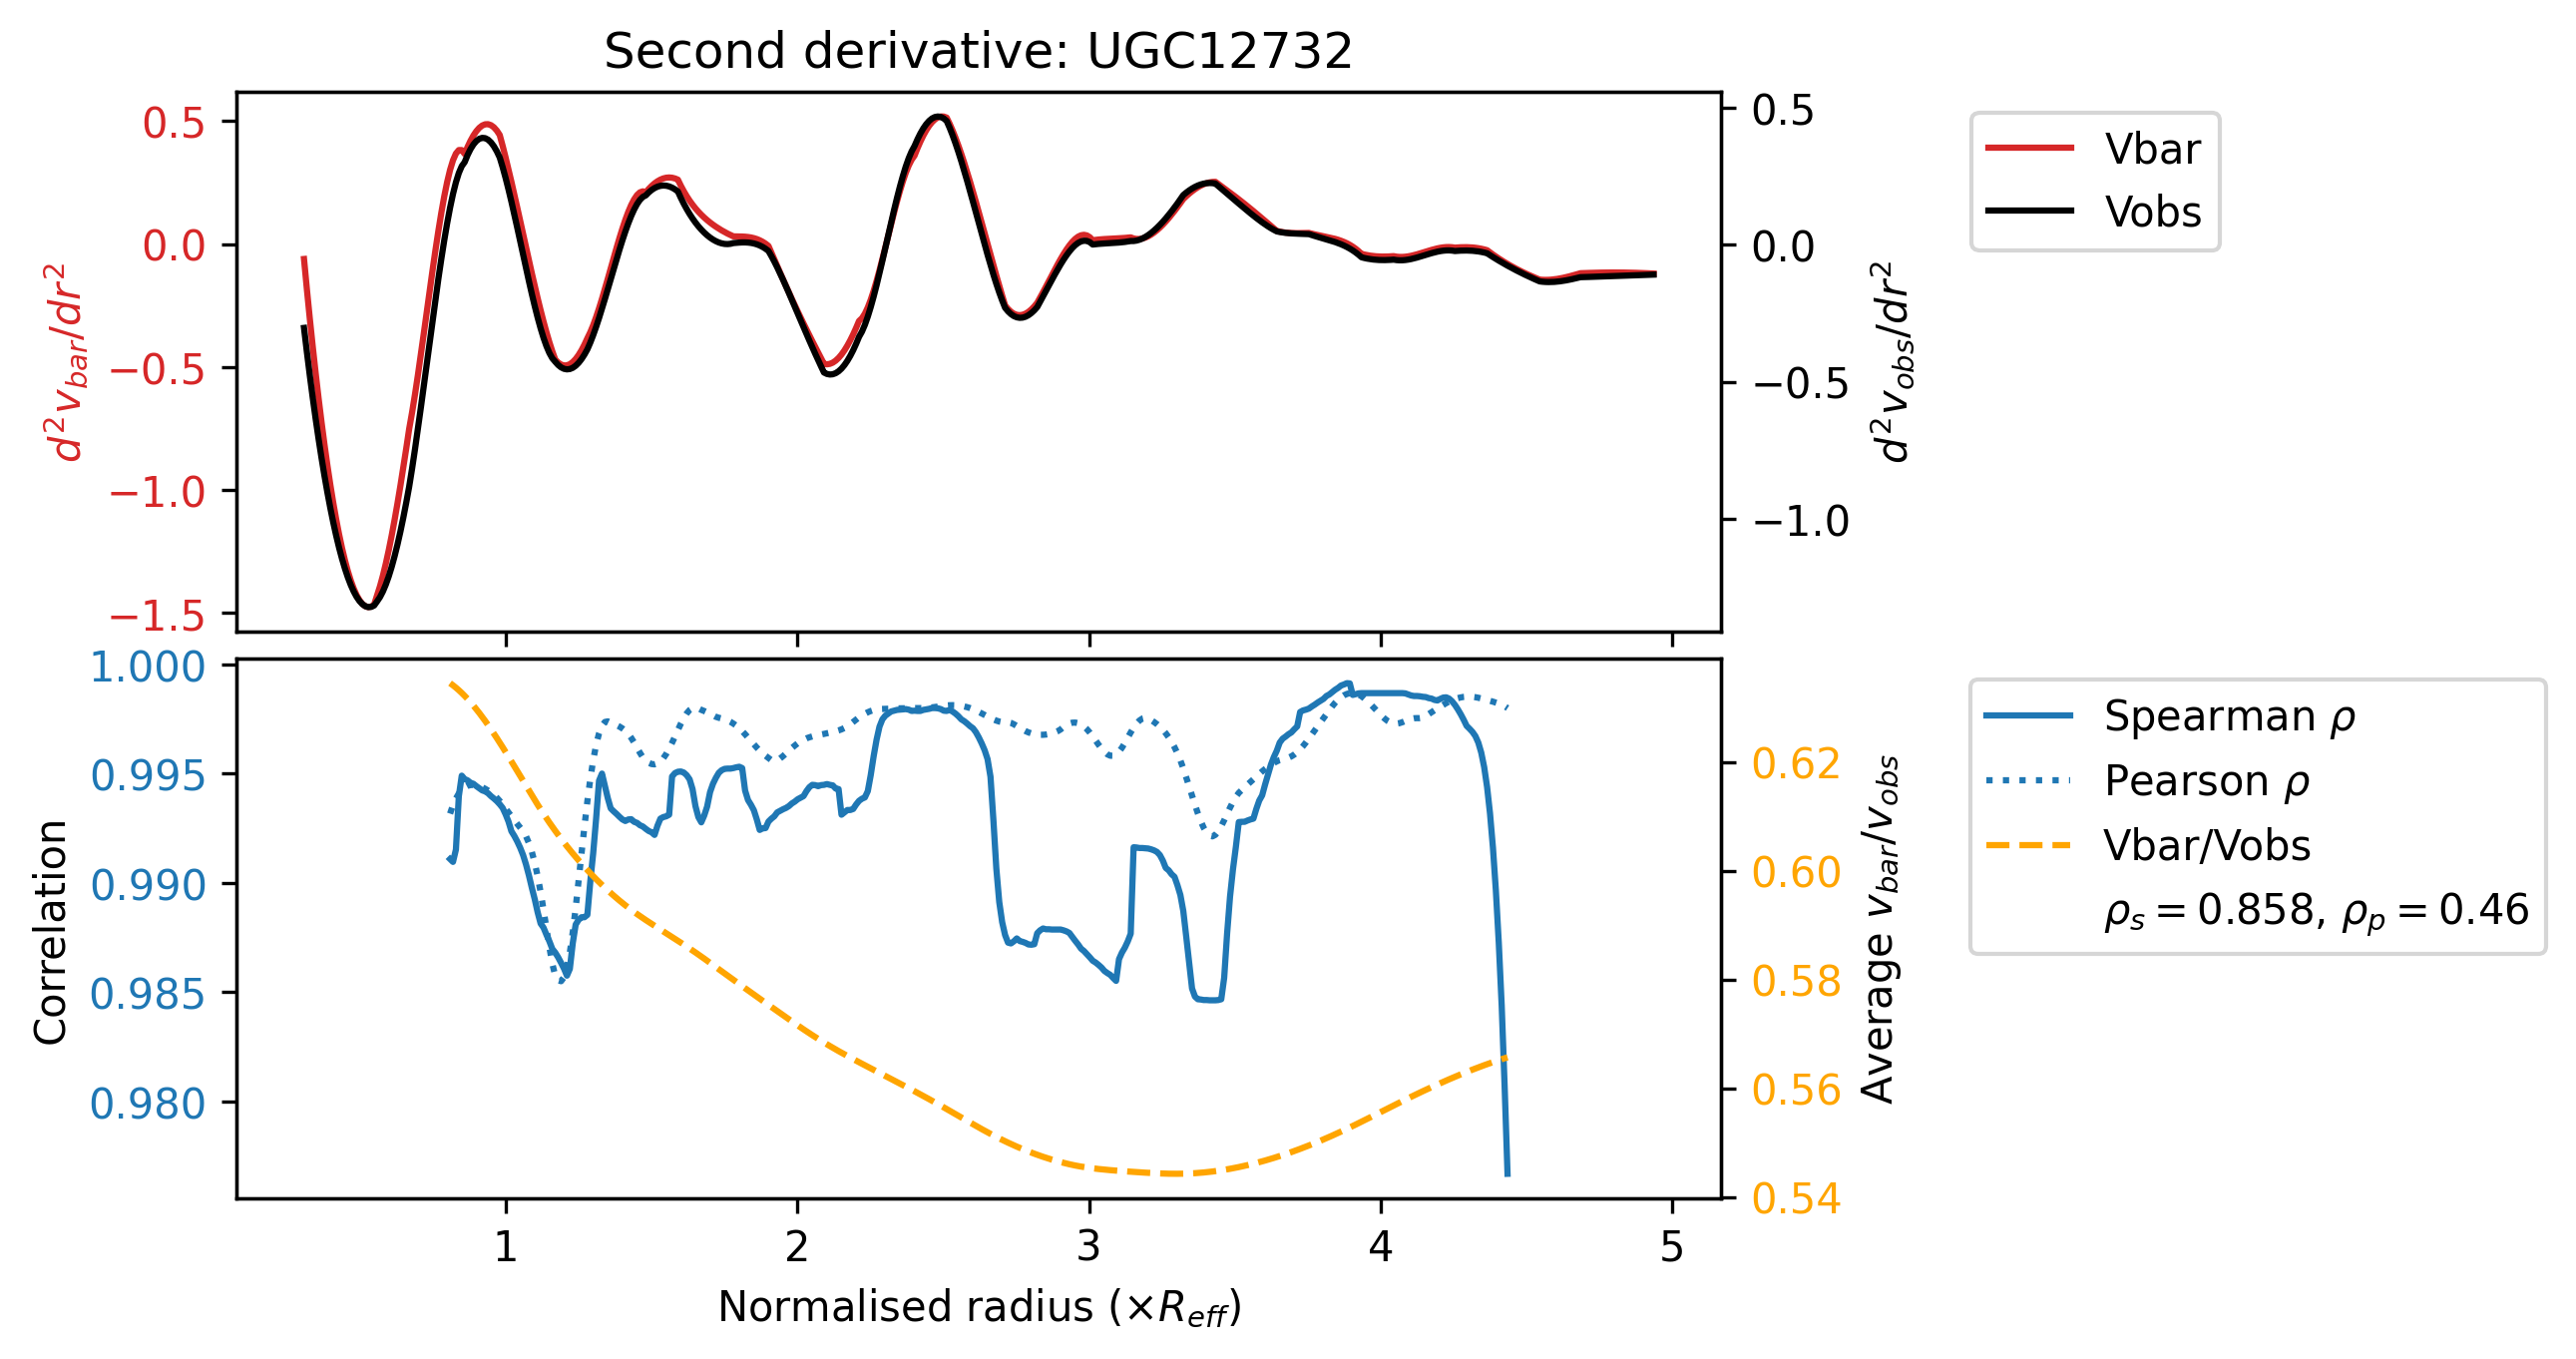 Second derivative: UGC12732
0.5
0.0
−0.5
−1.0
−1.5
d²v_bar/dr²
0.5
0.0
−0.5
−1.0
d²v_obs/dr²
Vbar
Vobs
1.000
0.995
0.990
0.985
0.980
Correlation
0.62
0.60
0.58
0.56
0.54
Average v_bar/v_obs
Spearman ρ
Pearson ρ
Vbar/Vobs
ρ_s = 0.858, ρ_p = 0.46
1 2 3 4 5
Normalised radius (×R_eff)